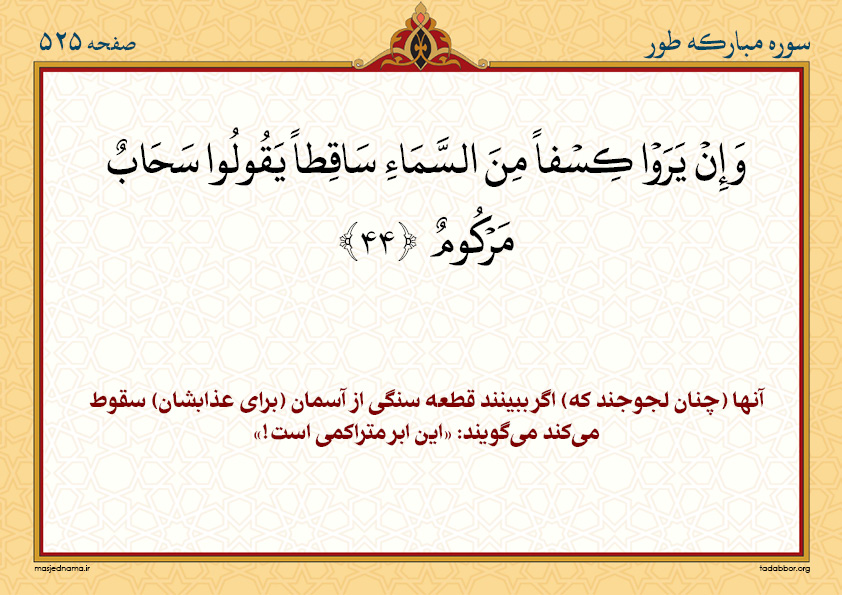 سوره مبارکه طور
صفحه ۵۲۵
وَإِنْ يَرَوْا كِسْفاً مِنَ السَّمَاءِ سَاقِطاً يَقُولُوا سَحَابٌ
مَرْكُومٌ ﴿۴۴﴾
آنها (چنان لجوجند که) اگر ببینند قطعه سنگی از آسمان (برای عذابشان) سقوط
می‌کند می‌گویند: «این ابر متراکمی است!»
masjednama.ir
tadabbor.org